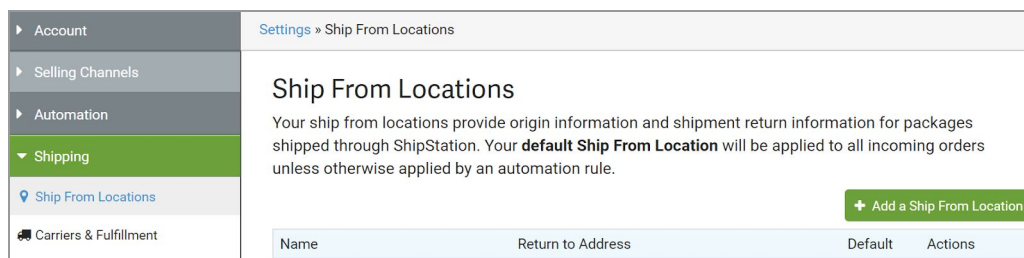 Account
Settings » Ship From Locations
Selling Channels
Ship From Locations
Automation
Your ship from locations provide origin information and shipment return information for packages
shipped through ShipStation. Your default Ship From Location will be applied to all incoming orders
unless otherwise applied by an automation rule.
Shipping
Ship From Locations
+ Add a Ship From Location
Carriers & Fulfillment
Name Return to Address Default Actions